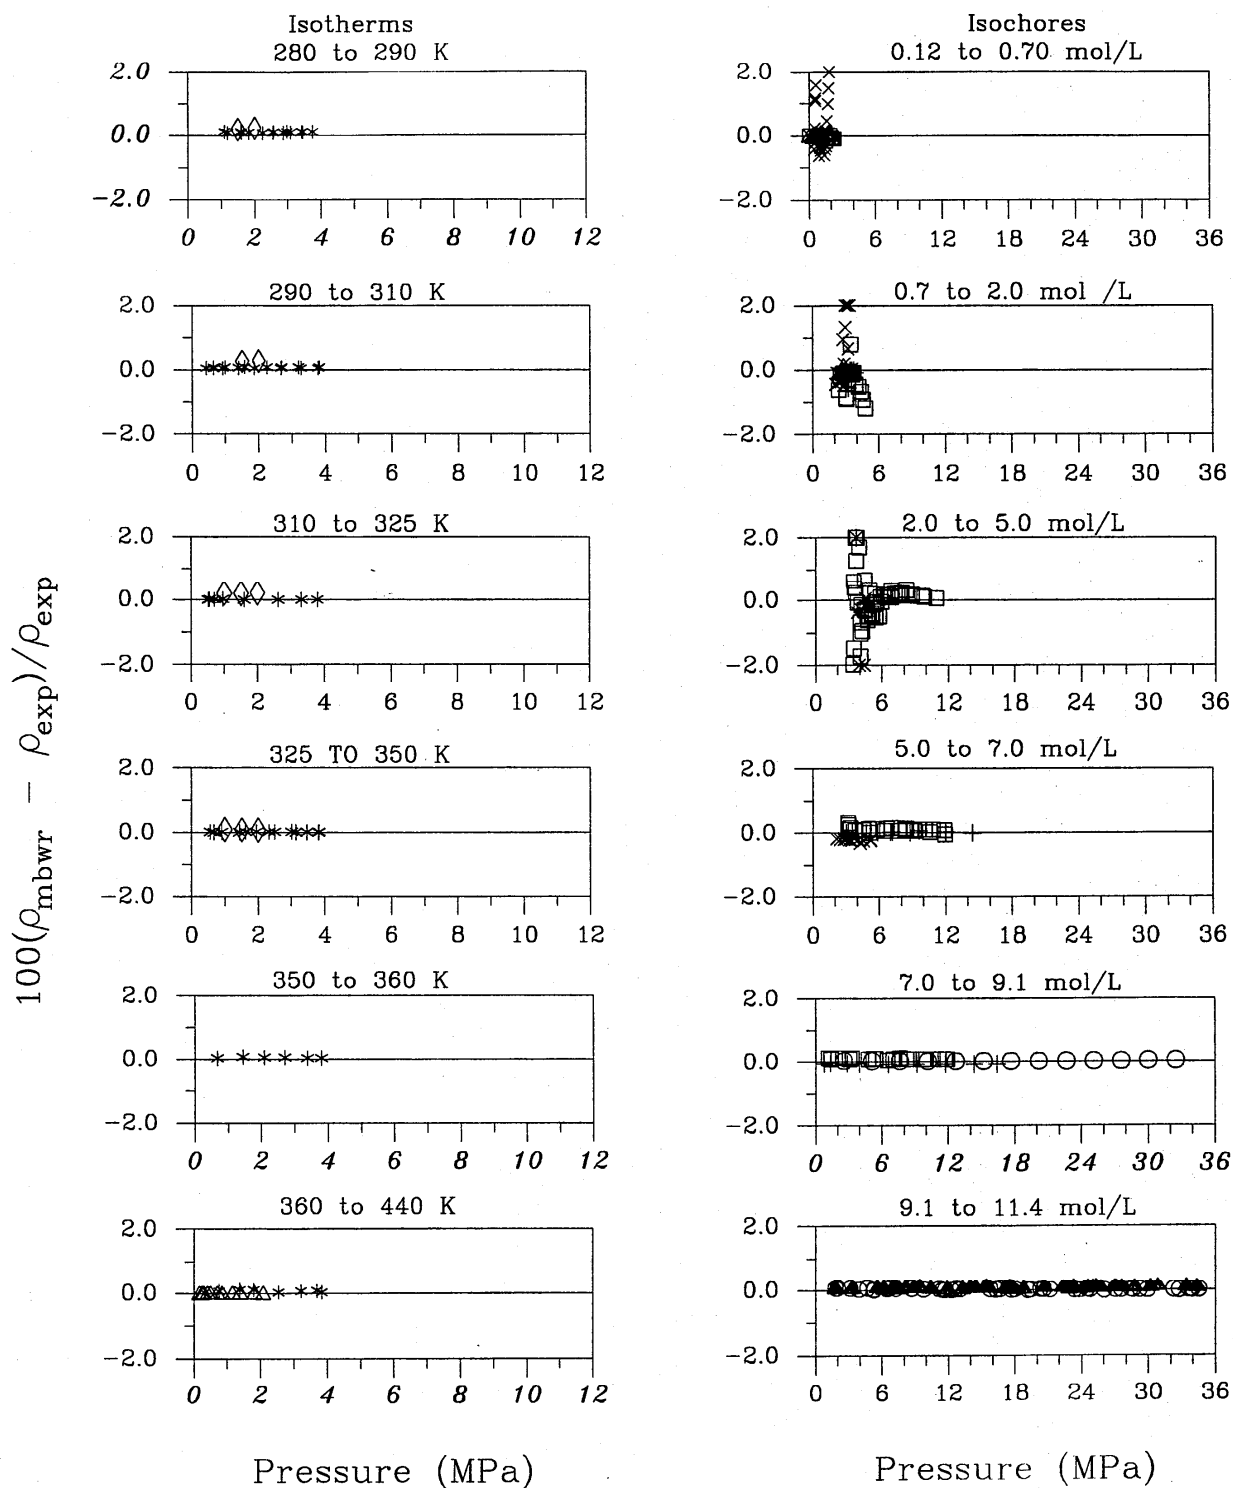 Isotherms
280 to 290 K
2.0
0.0
−2.0
0 2 4 6 8 10 12
290 to 310 K
2.0
0.0
−2.0
0 2 4 6 8 10 12
310 to 325 K
2.0
0.0
−2.0
0 2 4 6 8 10 12
325 TO 350 K
2.0
0.0
−2.0
0 2 4 6 8 10 12
350 to 360 K
2.0
0.0
−2.0
0 2 4 6 8 10 12
360 to 440 K
2.0
0.0
−2.0
0 2 4 6 8 10 12
Pressure (MPa)
100(ρmbwr − ρexp)/ρexp
Isochores
0.12 to 0.70 mol/L
2.0
0.0
−2.0
0 6 12 18 24 30 36
0.7 to 2.0 mol /L
2.0
0.0
−2.0
0 6 12 18 24 30 36
2.0 to 5.0 mol/L
2.0
0.0
−2.0
0 6 12 18 24 30 36
5.0 to 7.0 mol/L
2.0
0.0
−2.0
0 6 12 18 24 30 36
7.0 to 9.1 mol/L
2.0
0.0
−2.0
0 6 12 18 24 30 36
9.1 to 11.4 mol/L
2.0
0.0
−2.0
0 6 12 18 24 30 36
Pressure (MPa)